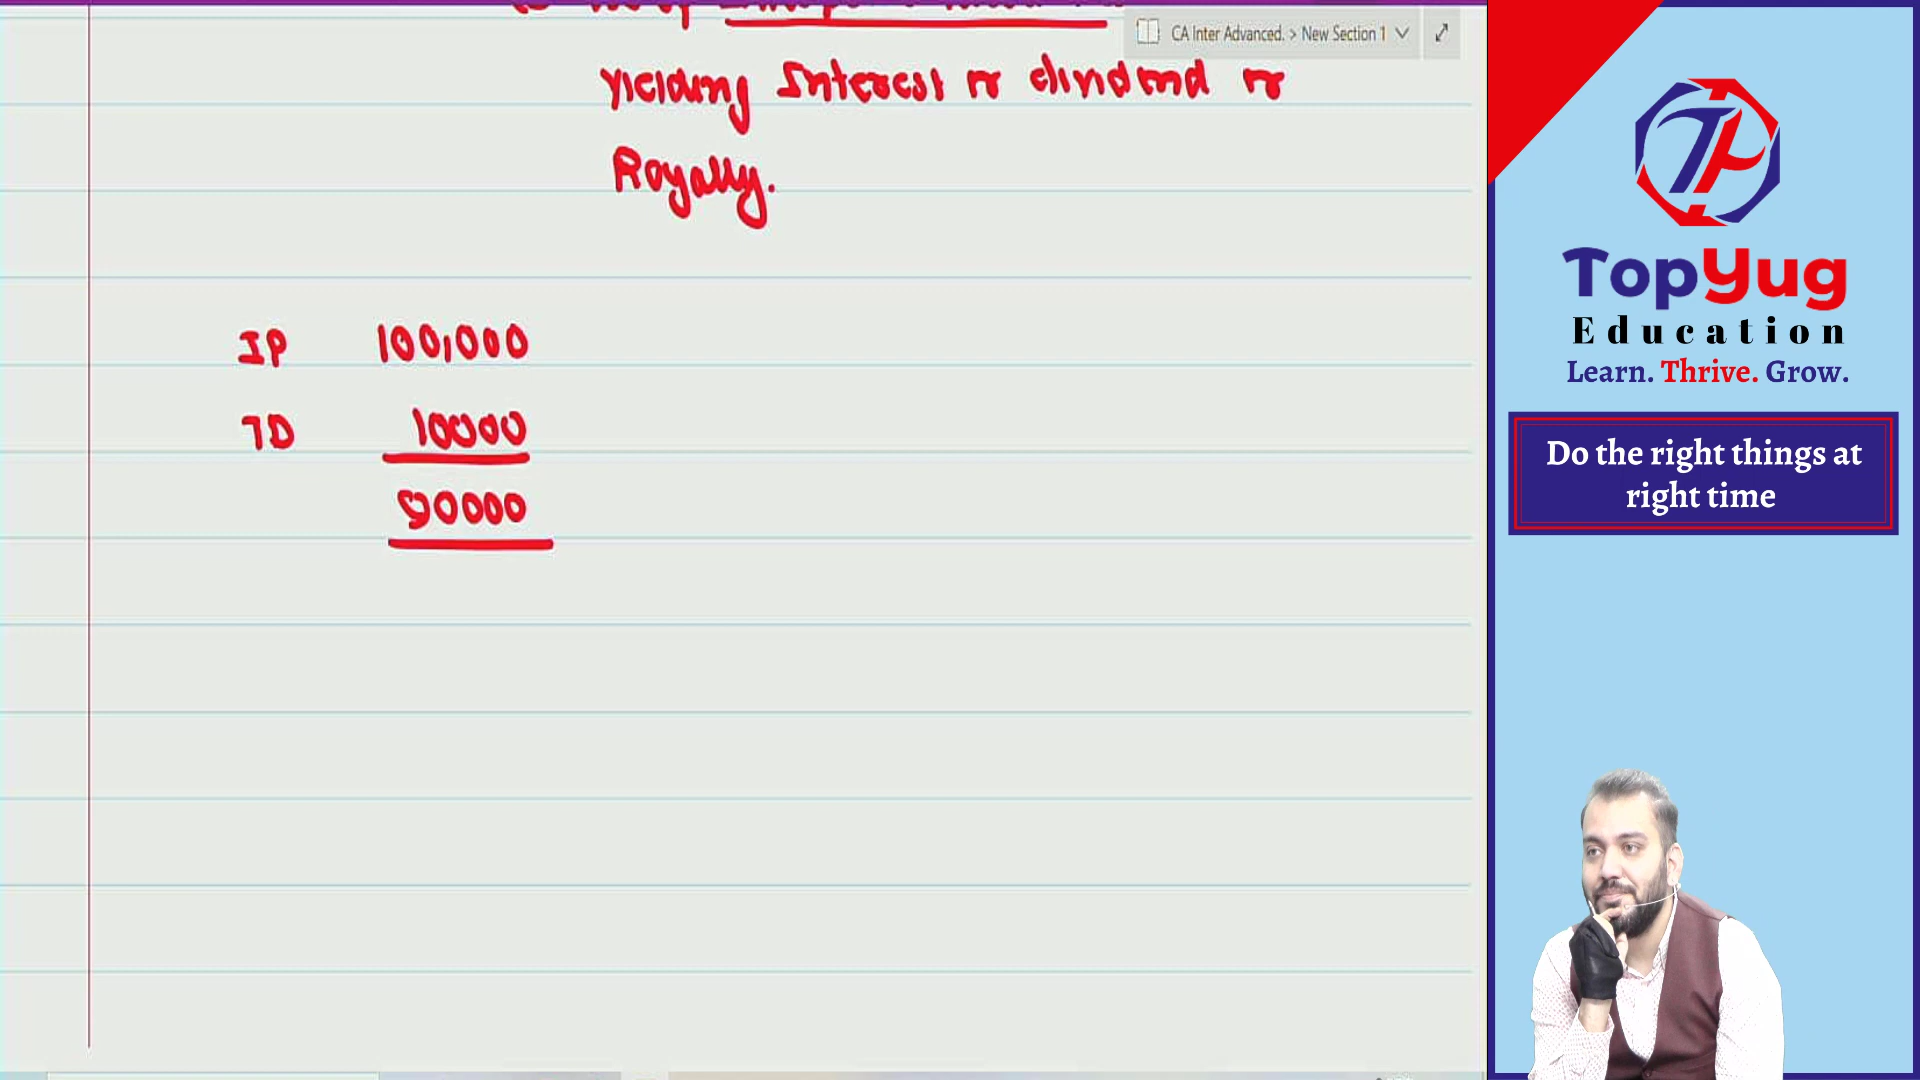 CA Inter Advanced. > New Section 1
Yielding Interest or dividend or
Royalty.
IP 100,000
TD 10000
90000
TopYug
Education
Learn. Thrive. Grow.
Do the right things at
right time